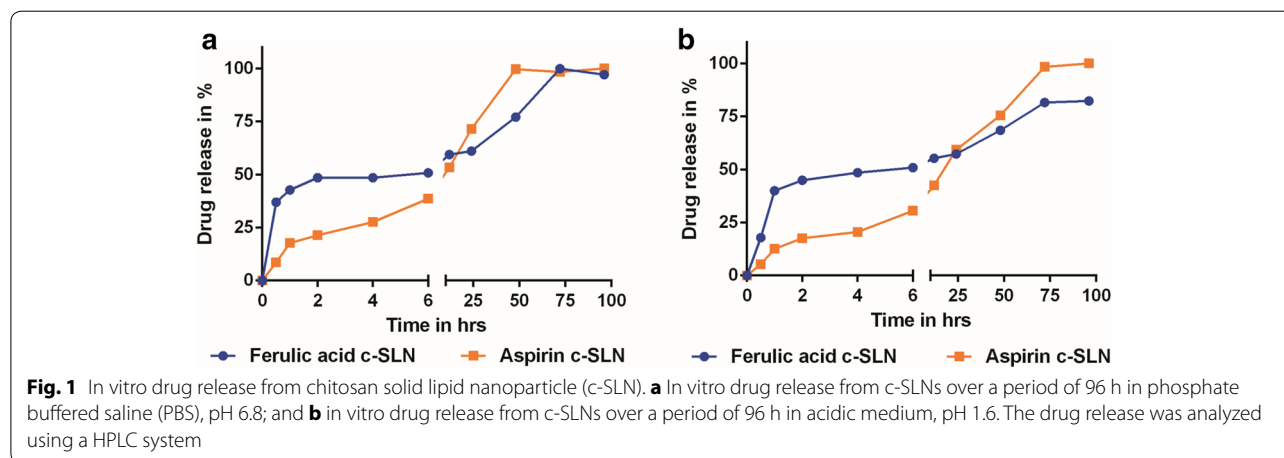 a
b
Drug release in %
100
75
50
25
0
0 2 4 6 25 50 75 100
Time in hrs
Ferulic acid c-SLN Aspirin c-SLN
Drug release in %
100
75
50
25
0
0 2 4 6 25 50 75 100
Time in hrs
Ferulic acid c-SLN Aspirin c-SLN
Fig. 1 In vitro drug release from chitosan solid lipid nanoparticle (c-SLN). a In vitro drug release from c-SLNs over a period of 96 h in phosphate
buffered saline (PBS), pH 6.8; and b in vitro drug release from c-SLNs over a period of 96 h in acidic medium, pH 1.6. The drug release was analyzed
using a HPLC system